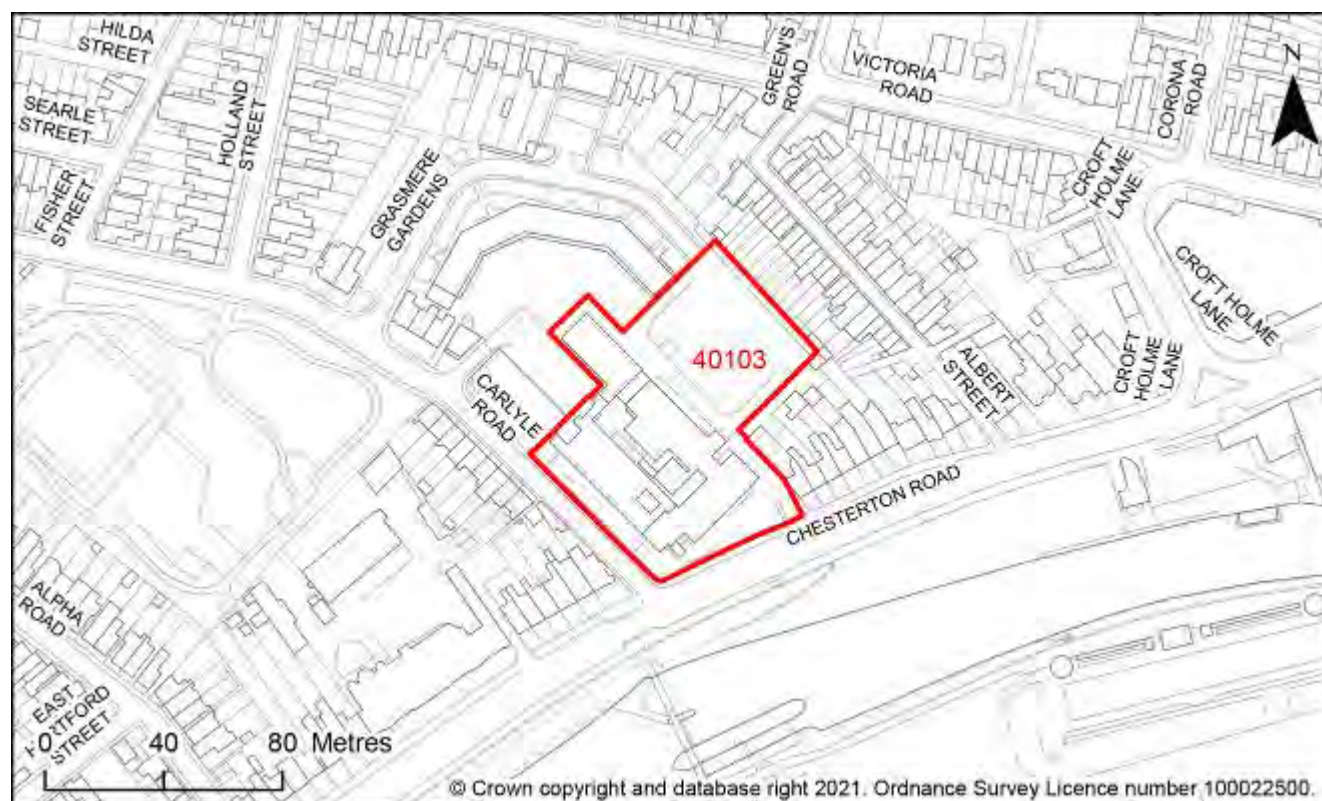 HILDA
STREET
SEARLE
STREET
FISHER
STREET
HOLLAND
STREET
GRASMERE
GARDENS
GREEN'S
ROAD
VICTORIA
ROAD
CORONA
ROAD
N
CROFT
HOLME
LANE
CROFT HOLME
LANE
CROFT
HOLME
LANE
40103
ALBERT
STREET
CARLYLE
ROAD
CHESTERTON ROAD
ALPHA
ROAD
EAST
HERTFORD
STREET
0 40 80 Metres
© Crown copyright and database right 2021. Ordnance Survey Licence number 100022500.